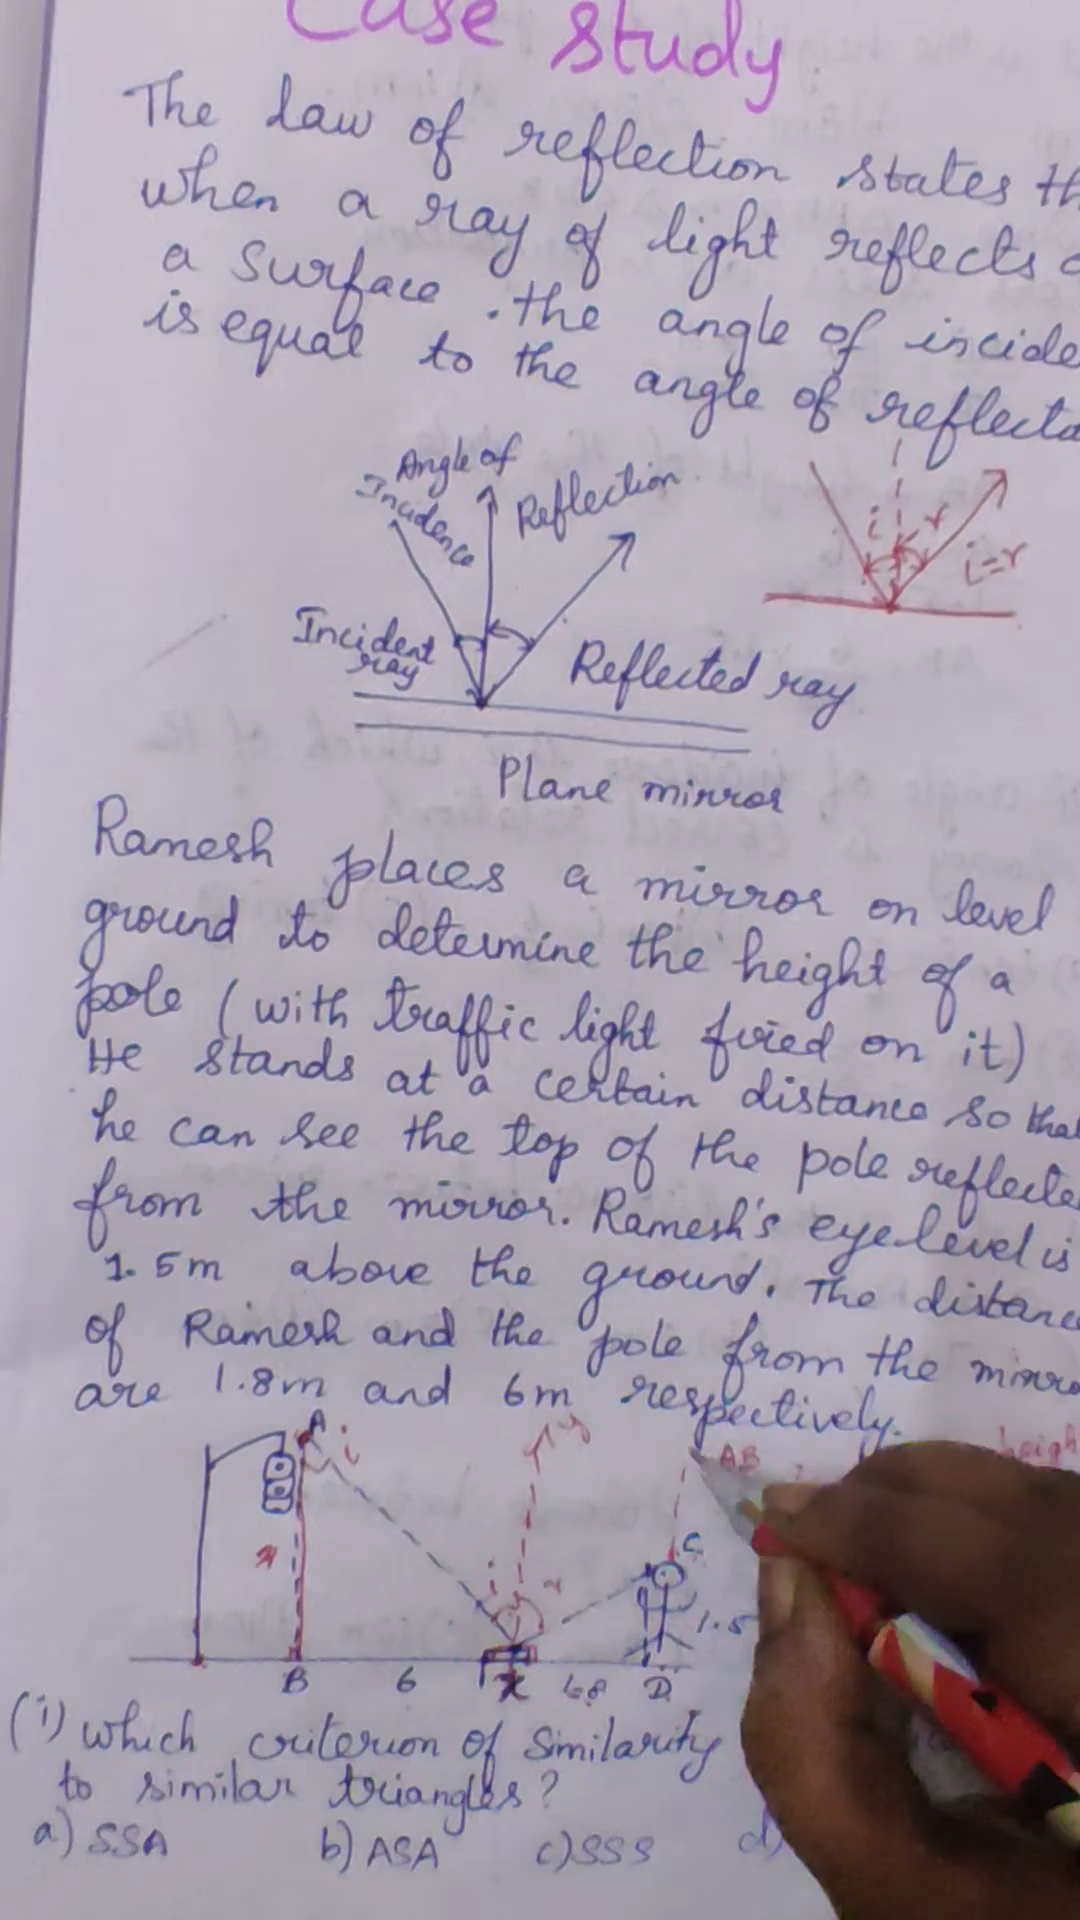 Case study
The law of reflection states th
when a ray of light reflects
a surface . the angle of incide
is equal to the angle of reflect
Angle of
Incidence
Reflection
i r
i=r
Incident
ray
Reflected ray
Plane mirror
Ramesh places a mirror on level
ground to determine the height of a
pole (with traffic light fixed on it)
He stands at a certain distance so that
he can see the top of the pole reflecte
from the mirror. Ramesh's eye level is
1.5m above the ground. The distanc
of Ramesh and the pole from the mirro
are 1.8m and 6m respectively.
A i
AB
heigh
x
i r
C
1.5
B 6 D
(i) which criterion of similarity
to similar triangles?
a) SSA b) ASA c) SSS d)